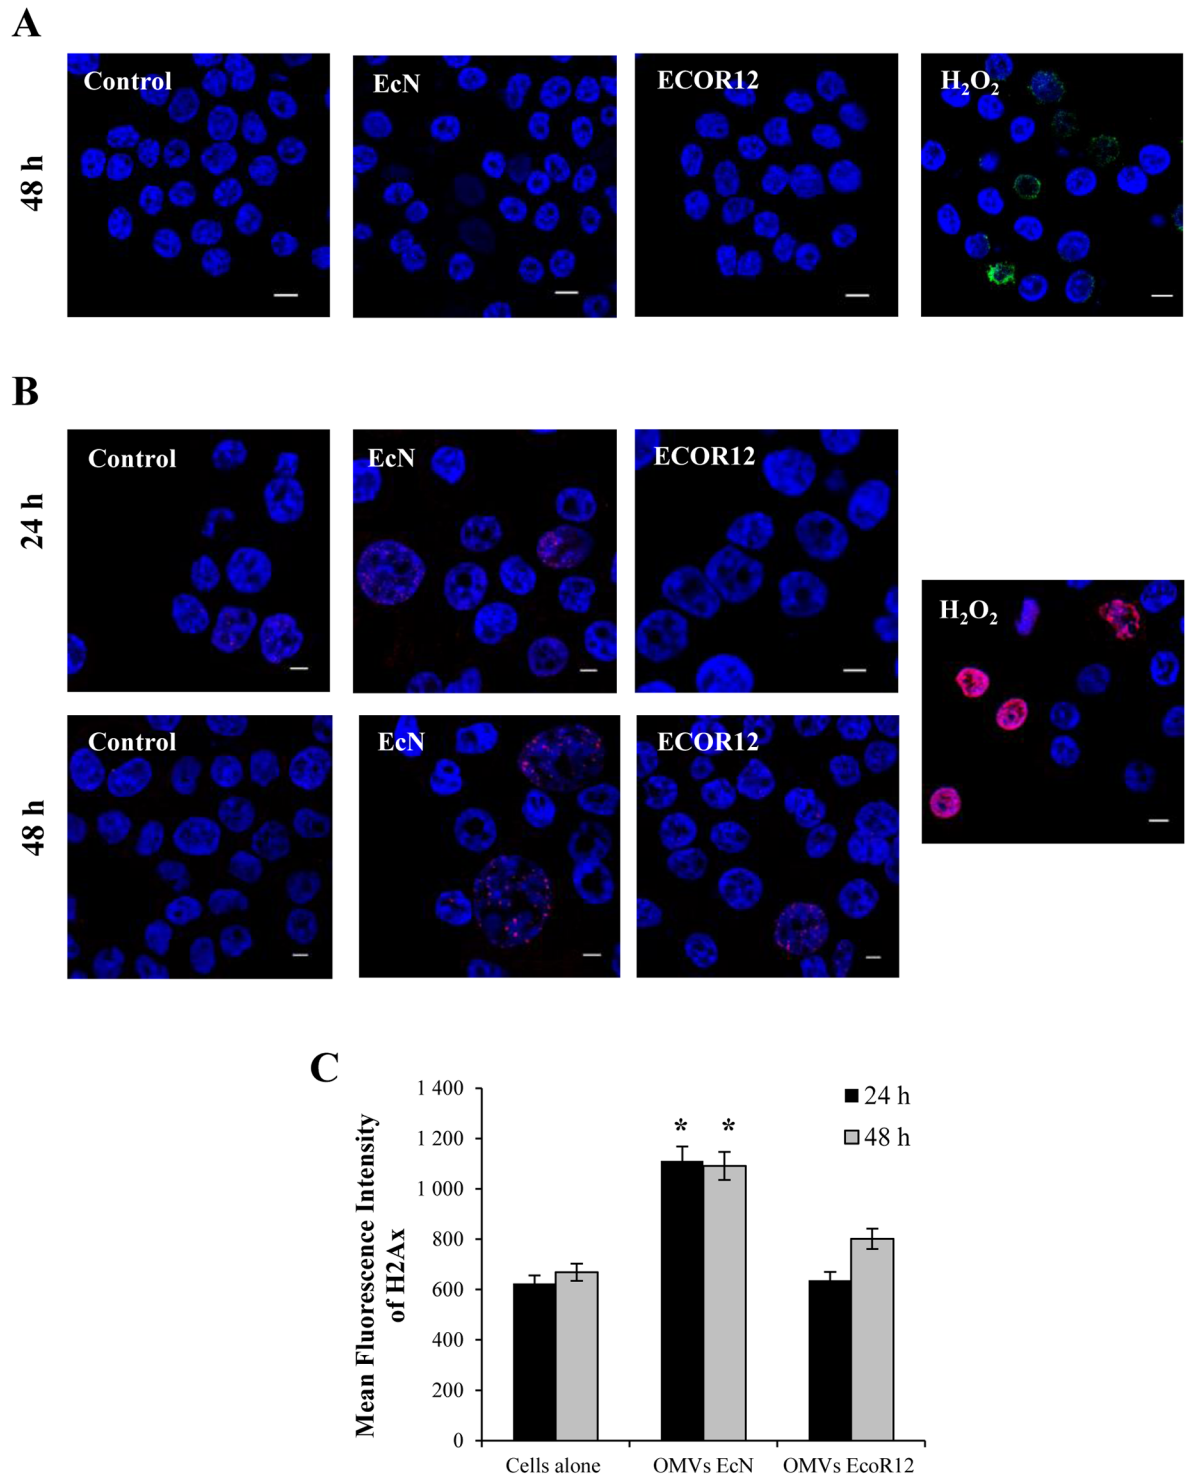 A
48 h
Control
EcN
ECOR12
H₂O₂
B
24 h
Control
EcN
ECOR12
H₂O₂
48 h
Control
EcN
ECOR12
C
Mean Fluorescence Intensity
of H2Ax
1 400
1 200
1 000
800
600
400
200
0
* *
24 h
48 h
Cells alone
OMVs EcN
OMVs EcoR12